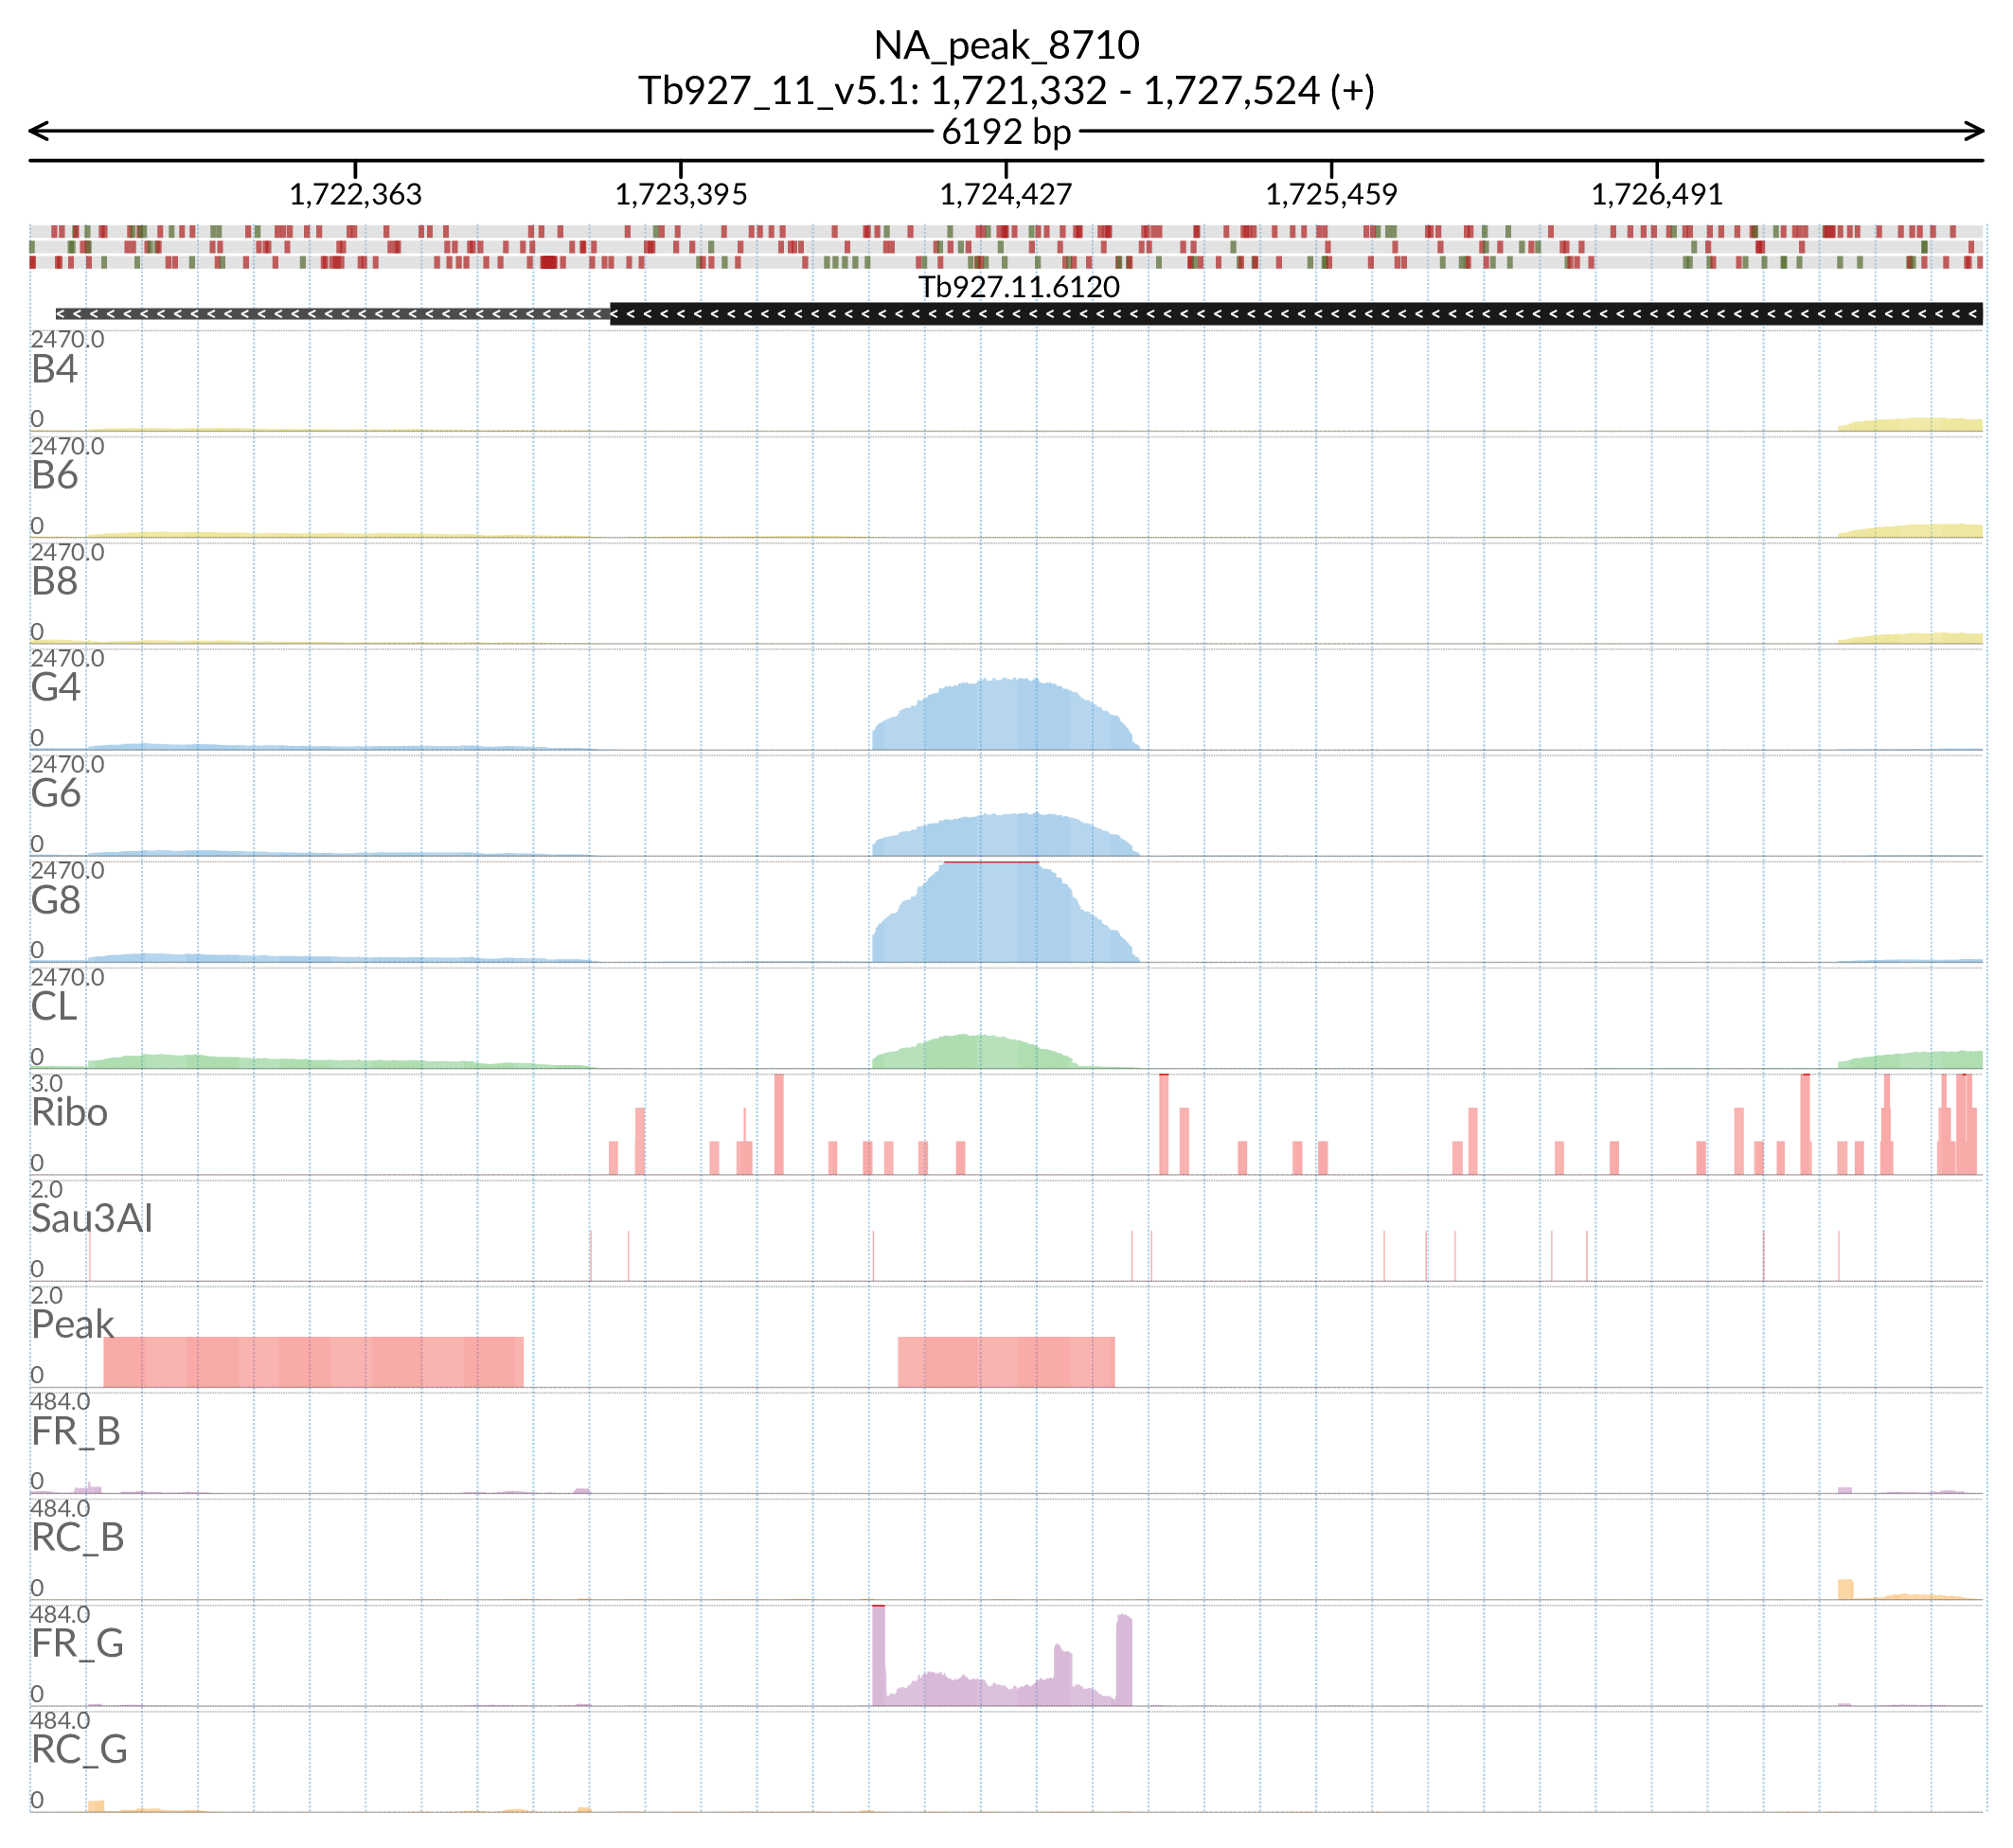 NA_peak_8710
Tb927_11_v5.1: 1,721,332 - 1,727,524 (+)
6192 bp
1,722,363 1,723,395 1,724,427 1,725,459 1,726,491
Tb927.11.6120
2470.0
B4
0
2470.0
B6
0
2470.0
B8
0
2470.0
G4
0
2470.0
G6
0
2470.0
G8
0
2470.0
CL
0
3.0
Ribo
0
2.0
Sau3AI
0
2.0
Peak
0
484.0
FR_B
0
484.0
RC_B
0
484.0
FR_G
0
484.0
RC_G
0